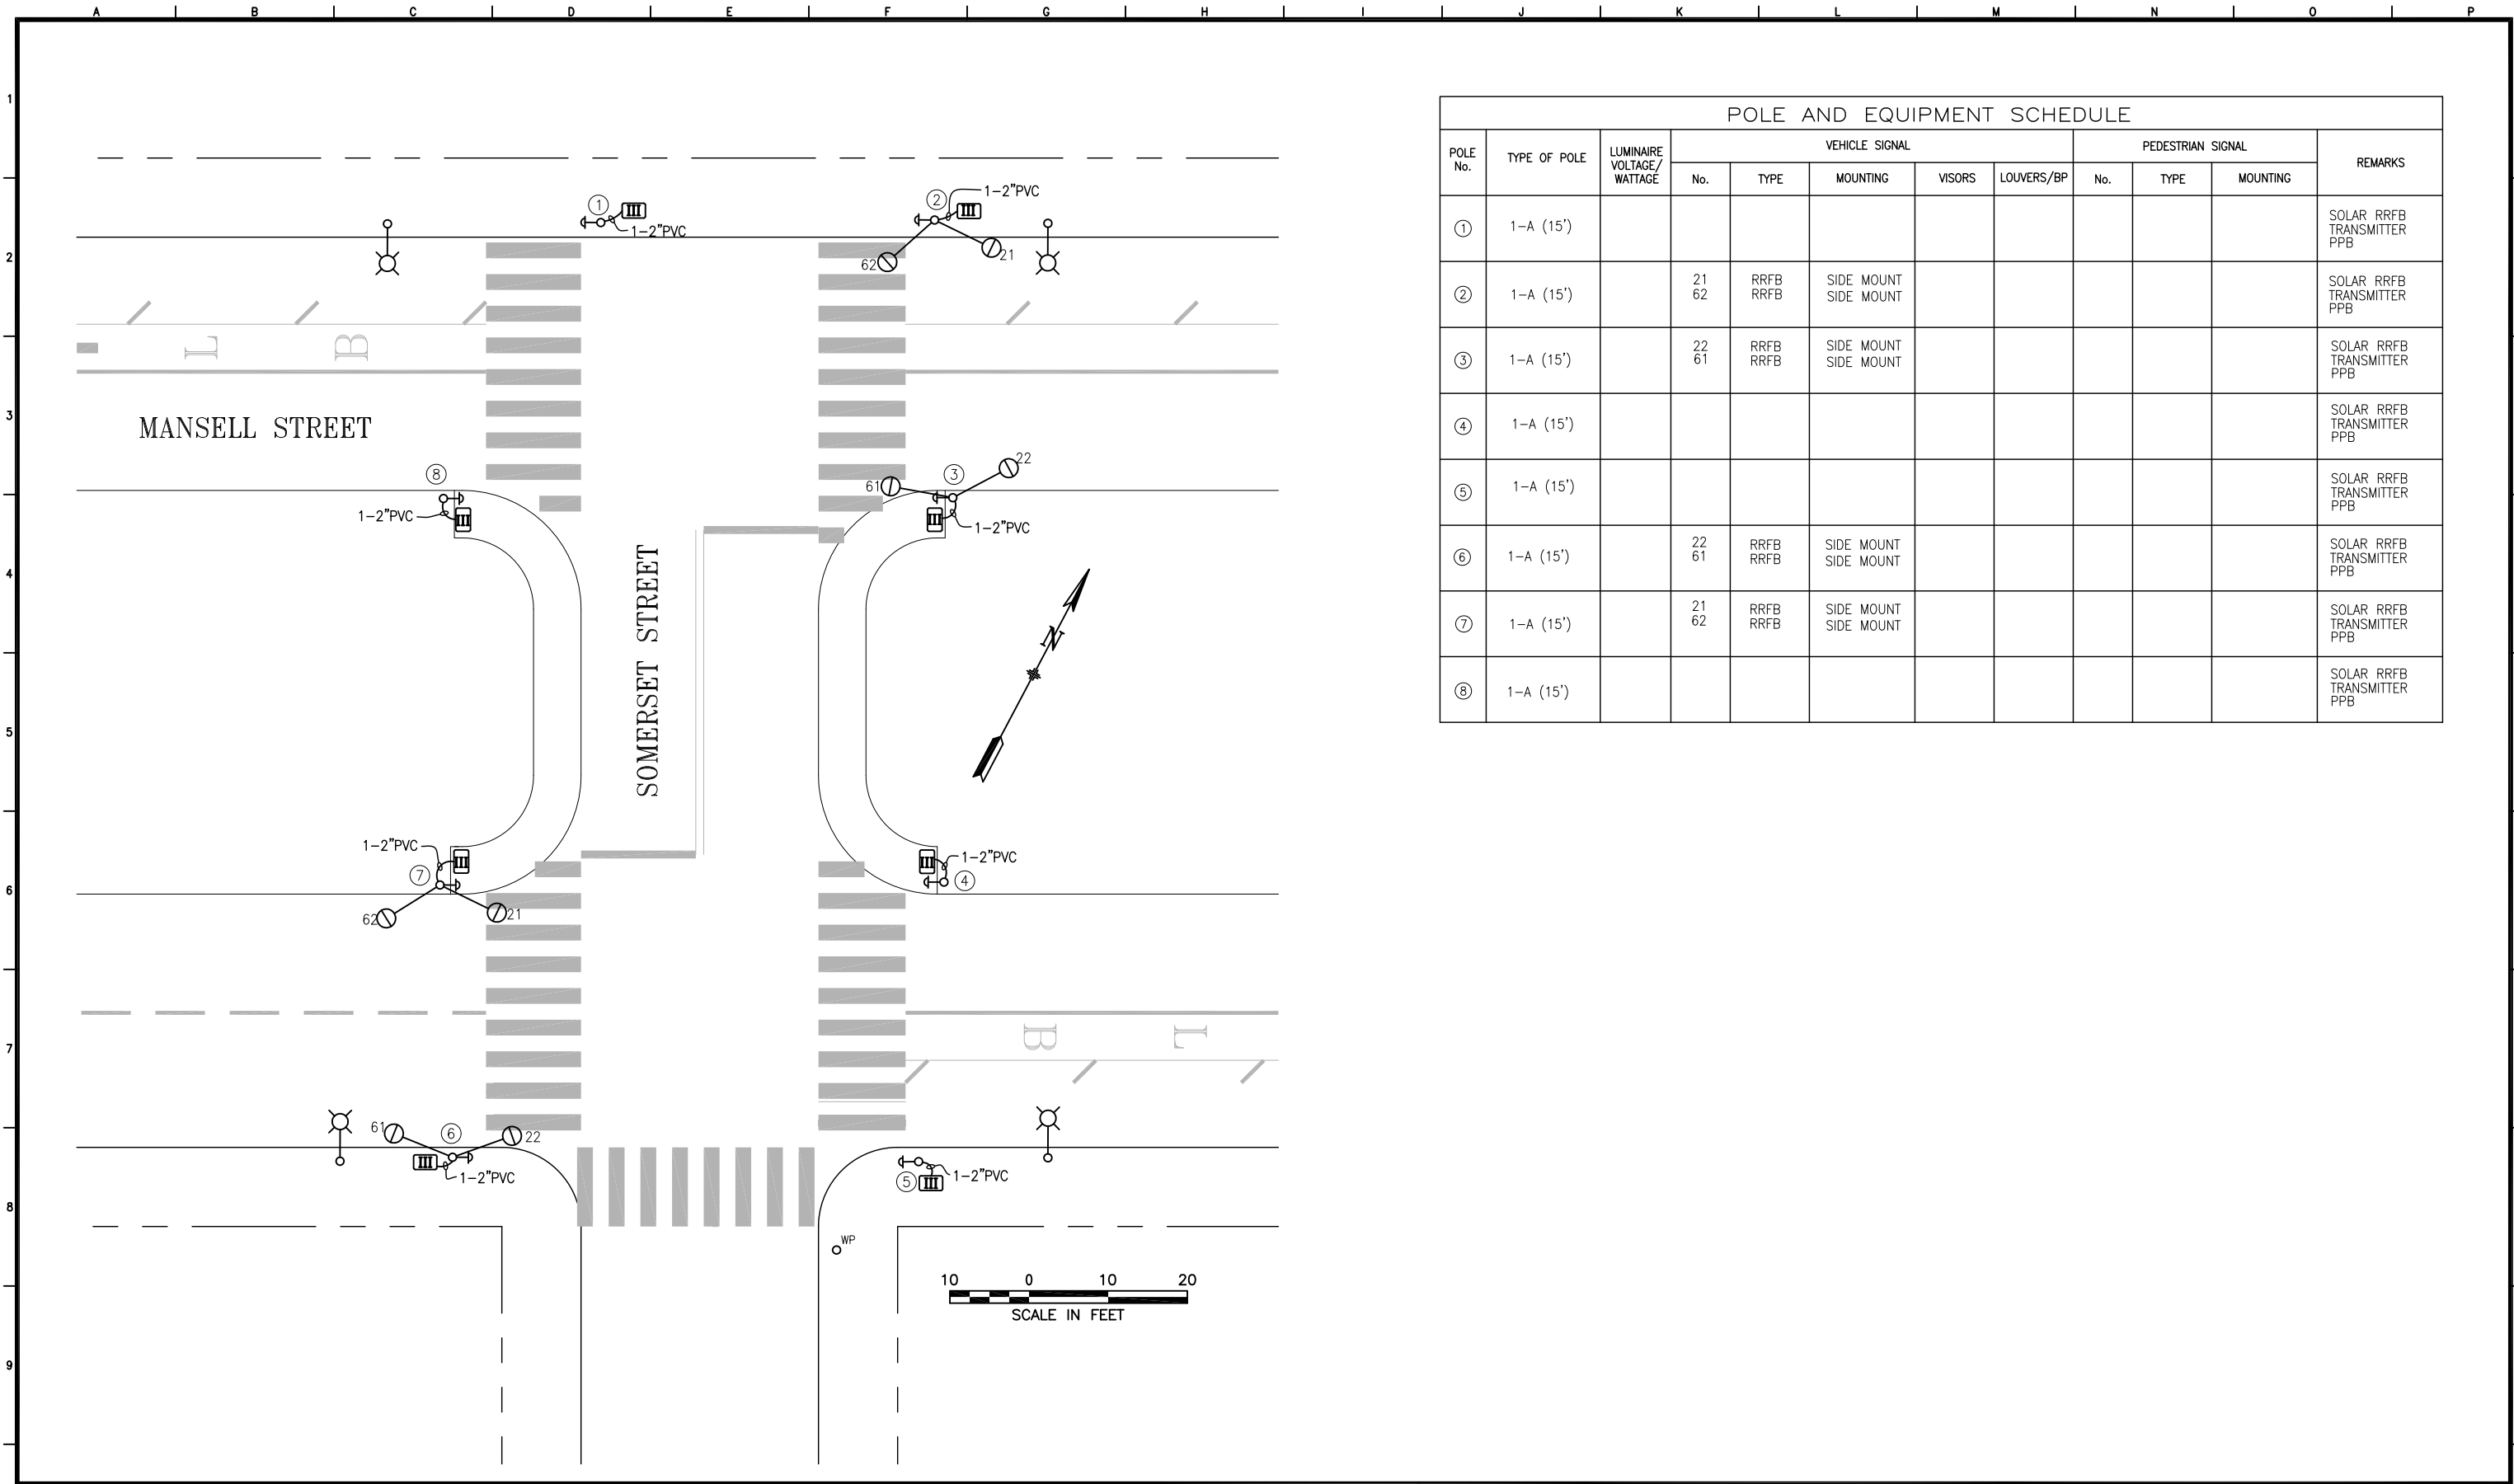 A B C D E F G H I J K L M N O P
1
2
3
4
5
6
7
8
9
1
1-2"PVC
2
1-2"PVC
62
21
L
B
MANSELL STREET
8
1-2"PVC
61
3
22
1-2"PVC
SOMERSET STREET
N
1-2"PVC
7
62
21
1-2"PVC
4
B
L
61
6
22
1-2"PVC
5
1-2"PVC
WP
10 0 10 20
SCALE IN FEET
POLE AND EQUIPMENT SCHEDULE
POLE No.
TYPE OF POLE
LUMINAIRE VOLTAGE/ WATTAGE
VEHICLE SIGNAL
PEDESTRIAN SIGNAL
REMARKS
No. TYPE MOUNTING VISORS LOUVERS/BP No. TYPE MOUNTING
1 1-A (15')
SOLAR RRFB
TRANSMITTER
PPB
2 1-A (15')
21 RRFB SIDE MOUNT
62 RRFB SIDE MOUNT
SOLAR RRFB
TRANSMITTER
PPB
3 1-A (15')
22 RRFB SIDE MOUNT
61 RRFB SIDE MOUNT
SOLAR RRFB
TRANSMITTER
PPB
4 1-A (15')
SOLAR RRFB
TRANSMITTER
PPB
5 1-A (15')
SOLAR RRFB
TRANSMITTER
PPB
6 1-A (15')
22 RRFB SIDE MOUNT
61 RRFB SIDE MOUNT
SOLAR RRFB
TRANSMITTER
PPB
7 1-A (15')
21 RRFB SIDE MOUNT
62 RRFB SIDE MOUNT
SOLAR RRFB
TRANSMITTER
PPB
8 1-A (15')
SOLAR RRFB
TRANSMITTER
PPB